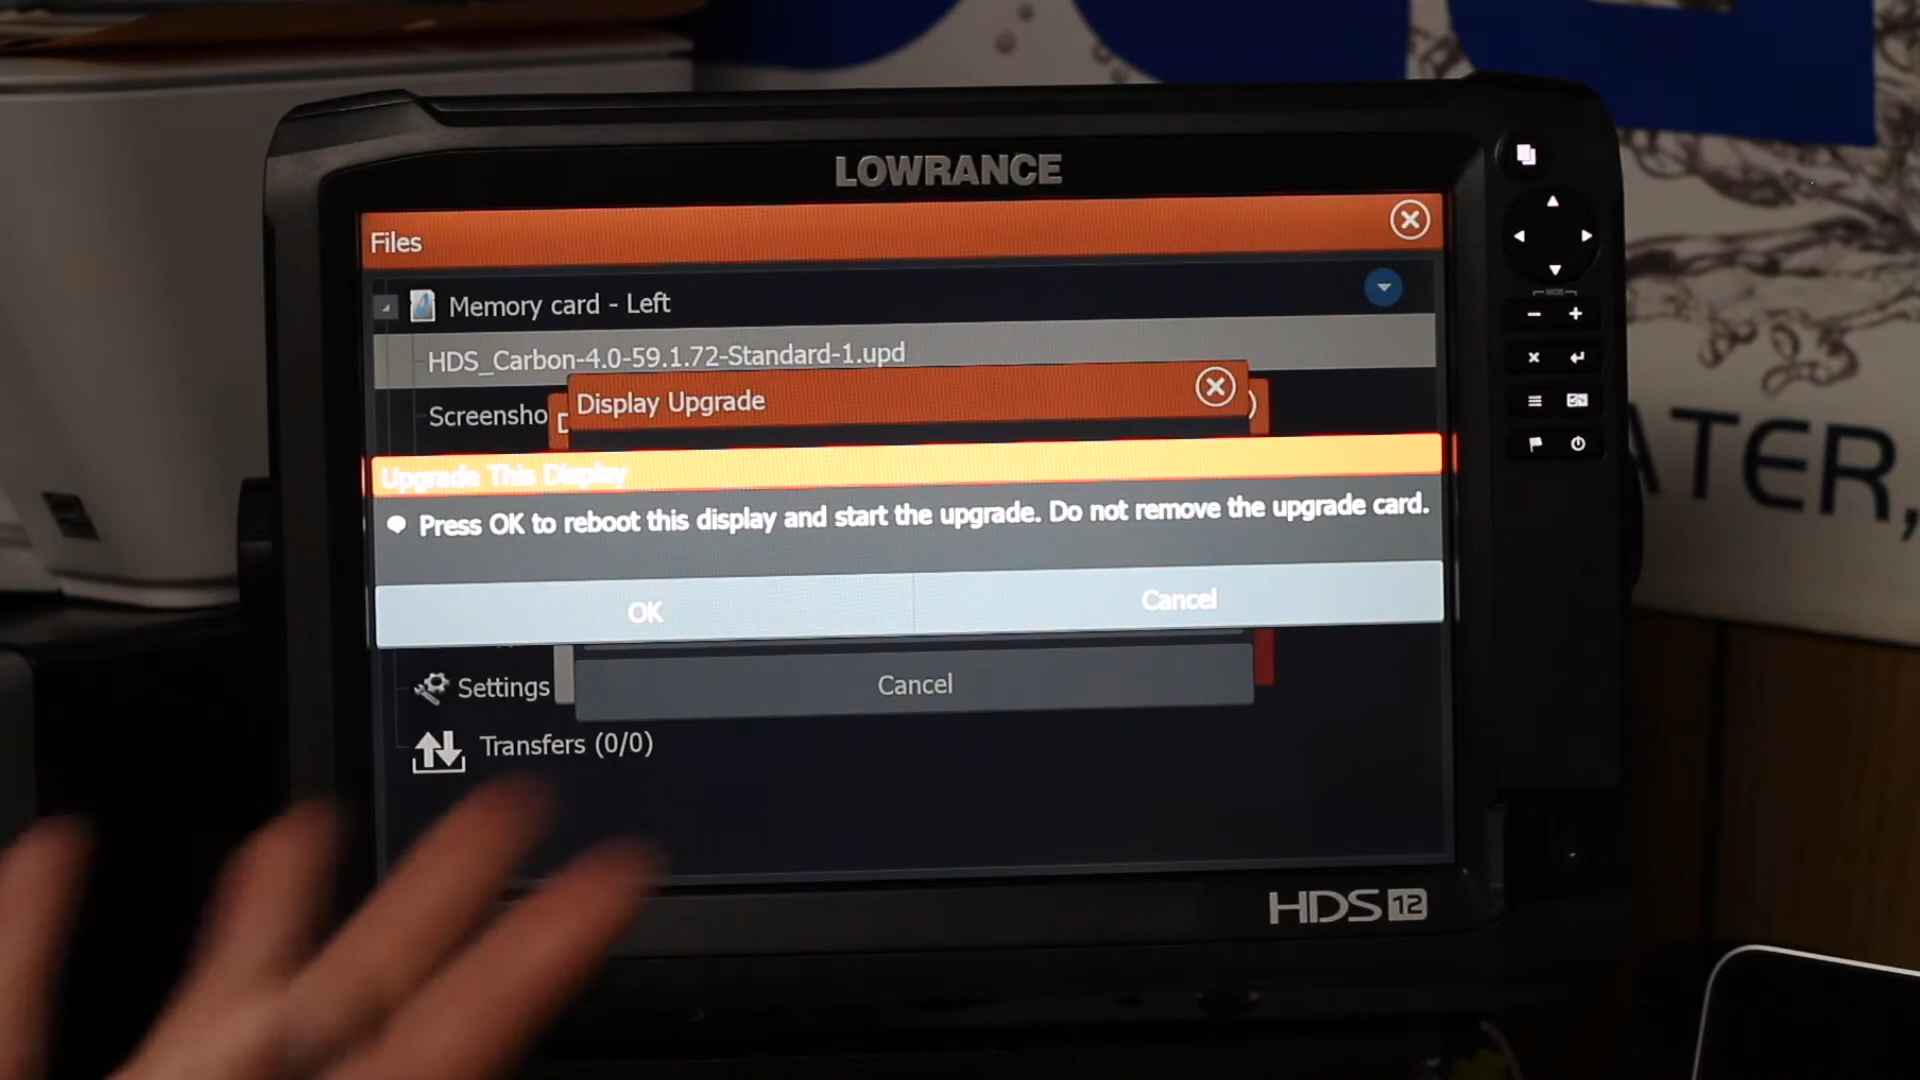 LOWRANCE
Files
Memory card - Left
HDS_Carbon-4.0-59.1.72-Standard-1.upd
Screensho
Display Upgrade
Upgrade This Display
Press OK to reboot this display and start the upgrade. Do not remove the upgrade card.
OK
Cancel
Settings
Cancel
Transfers (0/0)
HDS 12
MOB
ATER,